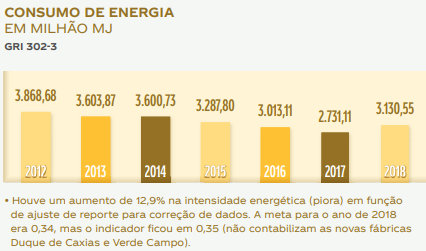 CONSUMO DE ENERGIA
EM MILHÃO MJ
GRI 302-3
3.868,68 3.603,87 3.600,73 3.287,80 3.013,11 2.731,11 3.130,55
2012 2013 2014 2015 2016 2017 2018
• Houve um aumento de 12,9% na intensidade energética (piora) em função
de ajuste de reporte para correção de dados. A meta para o ano de 2018
era 0,34, mas o indicador ficou em 0,35 (não contabilizam as novas fábricas
Duque de Caxias e Verde Campo).